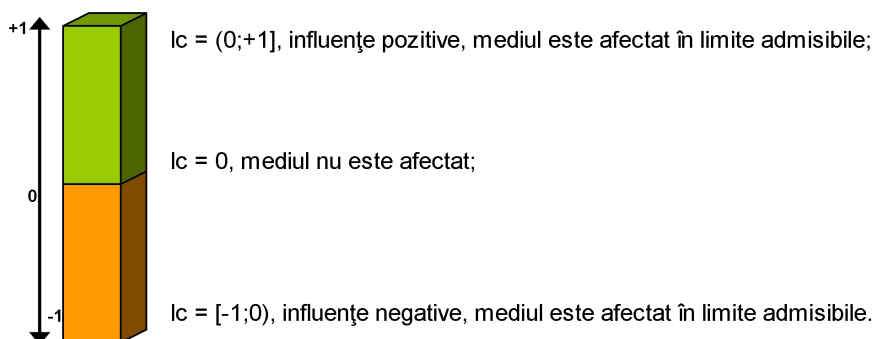 +1
Ic = (0;+1], influenţe pozitive, mediul este afectat în limite admisibile;
Ic = 0, mediul nu este afectat;
0
-1
Ic = [-1;0), influenţe negative, mediul este afectat în limite admisibile.